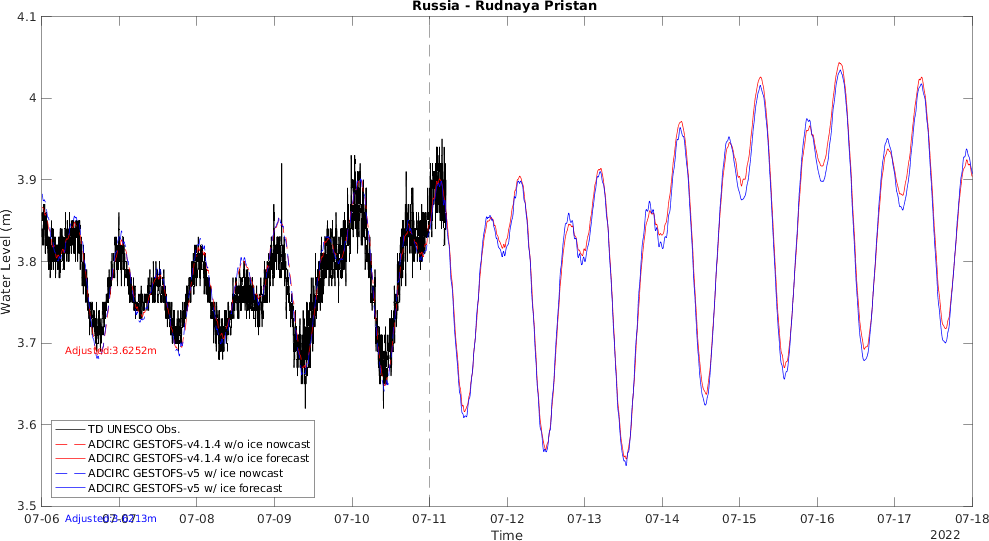 Russia - Rudnaya Pristan
4.1
4
3.9
3.8
3.7
3.6
3.5
Water Level (m)
Adjusted:3.6252m
TD UNESCO Obs.
ADCIRC GESTOFS-v4.1.4 w/o ice nowcast
ADCIRC GESTOFS-v4.1.4 w/o ice forecast
ADCIRC GESTOFS-v5 w/ ice nowcast
ADCIRC GESTOFS-v5 w/ ice forecast
07-06 07-07 07-08 07-09 07-10 07-11 07-12 07-13 07-14 07-15 07-16 07-17 07-18
Time
2022